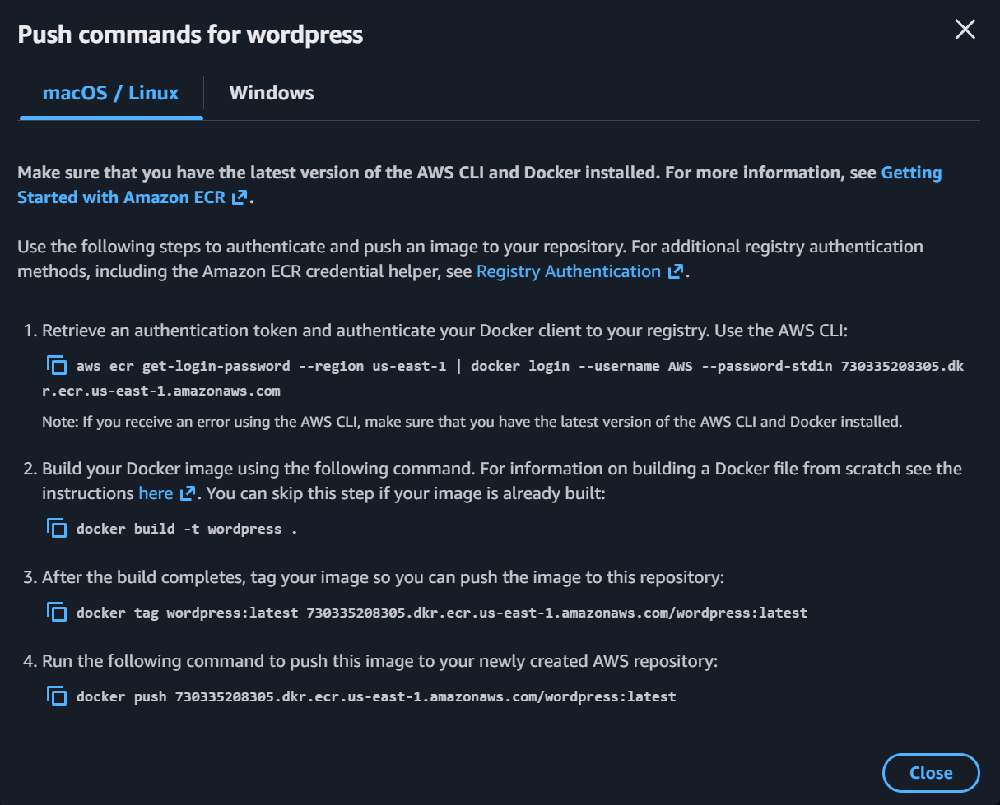 Push commands for wordpress
macOS / Linux
Windows
Make sure that you have the latest version of the AWS CLI and Docker installed. For more information, see Getting
Started with Amazon ECR .
Use the following steps to authenticate and push an image to your repository. For additional registry authentication
methods, including the Amazon ECR credential helper, see Registry Authentication .
1. Retrieve an authentication token and authenticate your Docker client to your registry. Use the AWS CLI:
aws ecr get-login-password --region us-east-1 | docker login --username AWS --password-stdin 730335208305.dk
r.ecr.us-east-1.amazonaws.com
Note: If you receive an error using the AWS CLI, make sure that you have the latest version of the AWS CLI and Docker installed.
2. Build your Docker image using the following command. For information on building a Docker file from scratch see the
instructions here . You can skip this step if your image is already built:
docker build -t wordpress .
3. After the build completes, tag your image so you can push the image to this repository:
docker tag wordpress:latest 730335208305.dkr.ecr.us-east-1.amazonaws.com/wordpress:latest
4. Run the following command to push this image to your newly created AWS repository:
docker push 730335208305.dkr.ecr.us-east-1.amazonaws.com/wordpress:latest
Close